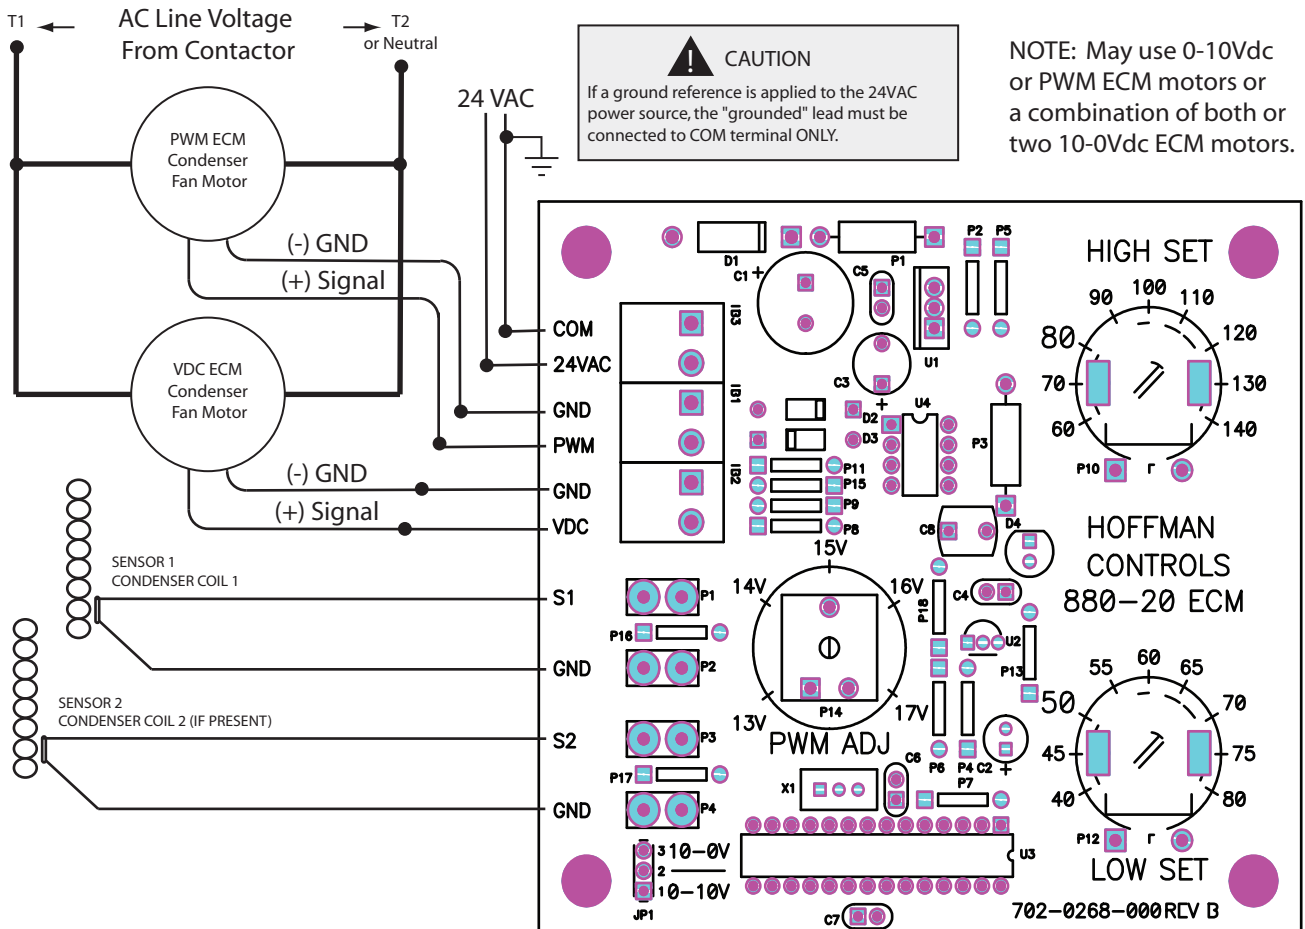 T1
AC Line Voltage
From Contactor
T2
or Neutral
24 VAC
CAUTION
If a ground reference is applied to the 24VAC
power source, the "grounded" lead must be
connected to COM terminal ONLY.
NOTE: May use 0-10Vdc
or PWM ECM motors or
a combination of both or
two 10-0Vdc ECM motors.
PWM ECM
Condenser
Fan Motor
(-) GND
(+) Signal
VDC ECM
Condenser
Fan Motor
(-) GND
(+) Signal
SENSOR 1
CONDENSER COIL 1
SENSOR 2
CONDENSER COIL 2 (IF PRESENT)
COM
24VAC
GND
PWM
GND
VDC
S1
GND
S2
GND
D1
C1
+
P1
C5
P2
P5
HIGH SET
60
70
80
90
100
110
120
130
140
P10
Γ
IB3
IB1
IB2
U1
C3
+
D2
D3
U4
P3
P11
P15
P9
P8
C8
D4
HOFFMAN
CONTROLS
880-20 ECM
13V
14V
15V
16V
17V
P14
PWM ADJ
P18
C4
U2
P13
P1
P16
P2
P3
P17
P4
P6
P4
C2
+
40
45
50
55
60
65
70
75
80
P12
Γ
LOW SET
X1
C6
P7
U3
3 10-0V
2
1 0-10V
JP1
C7
702-0268-000 REV B